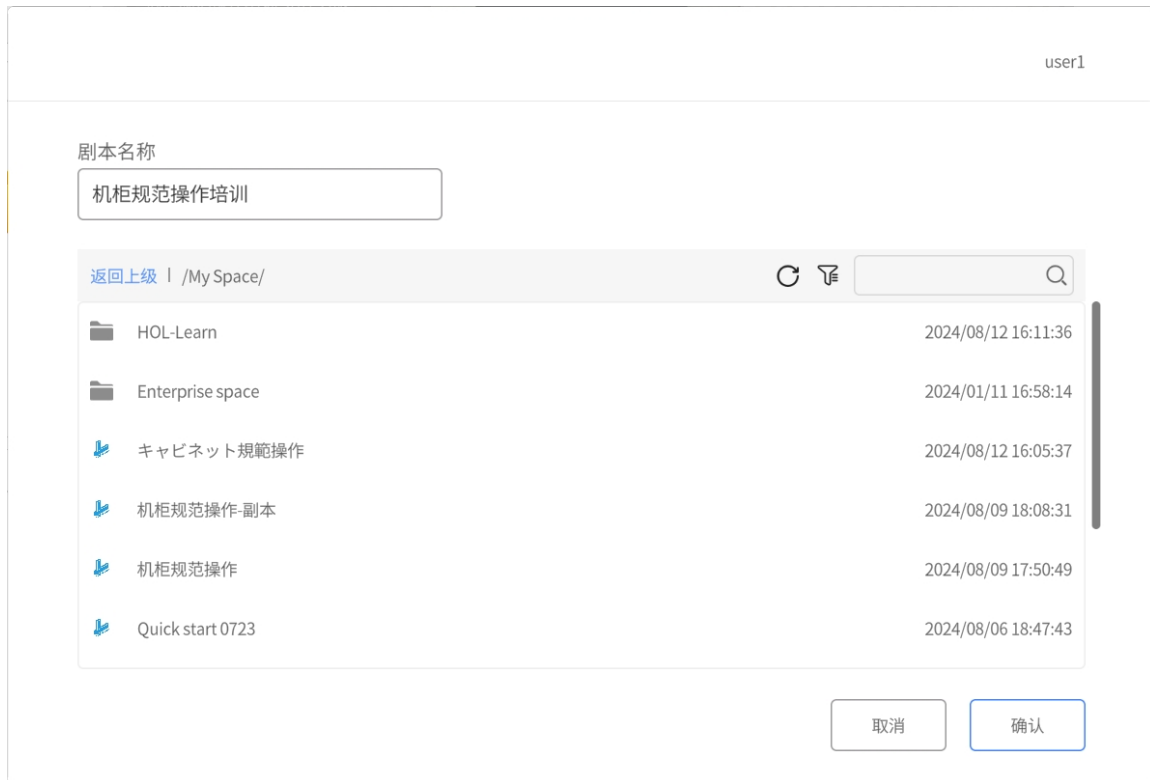 user1
剧本名称
机柜规范操作培训
返回上级 | /My Space/
HOL-Learn 2024/08/12 16:11:36
Enterprise space 2024/01/11 16:58:14
キャビネット規範操作 2024/08/12 16:05:37
机柜规范操作-副本 2024/08/09 18:08:31
机柜规范操作 2024/08/09 17:50:49
Quick start 0723 2024/08/06 18:47:43
取消 确认